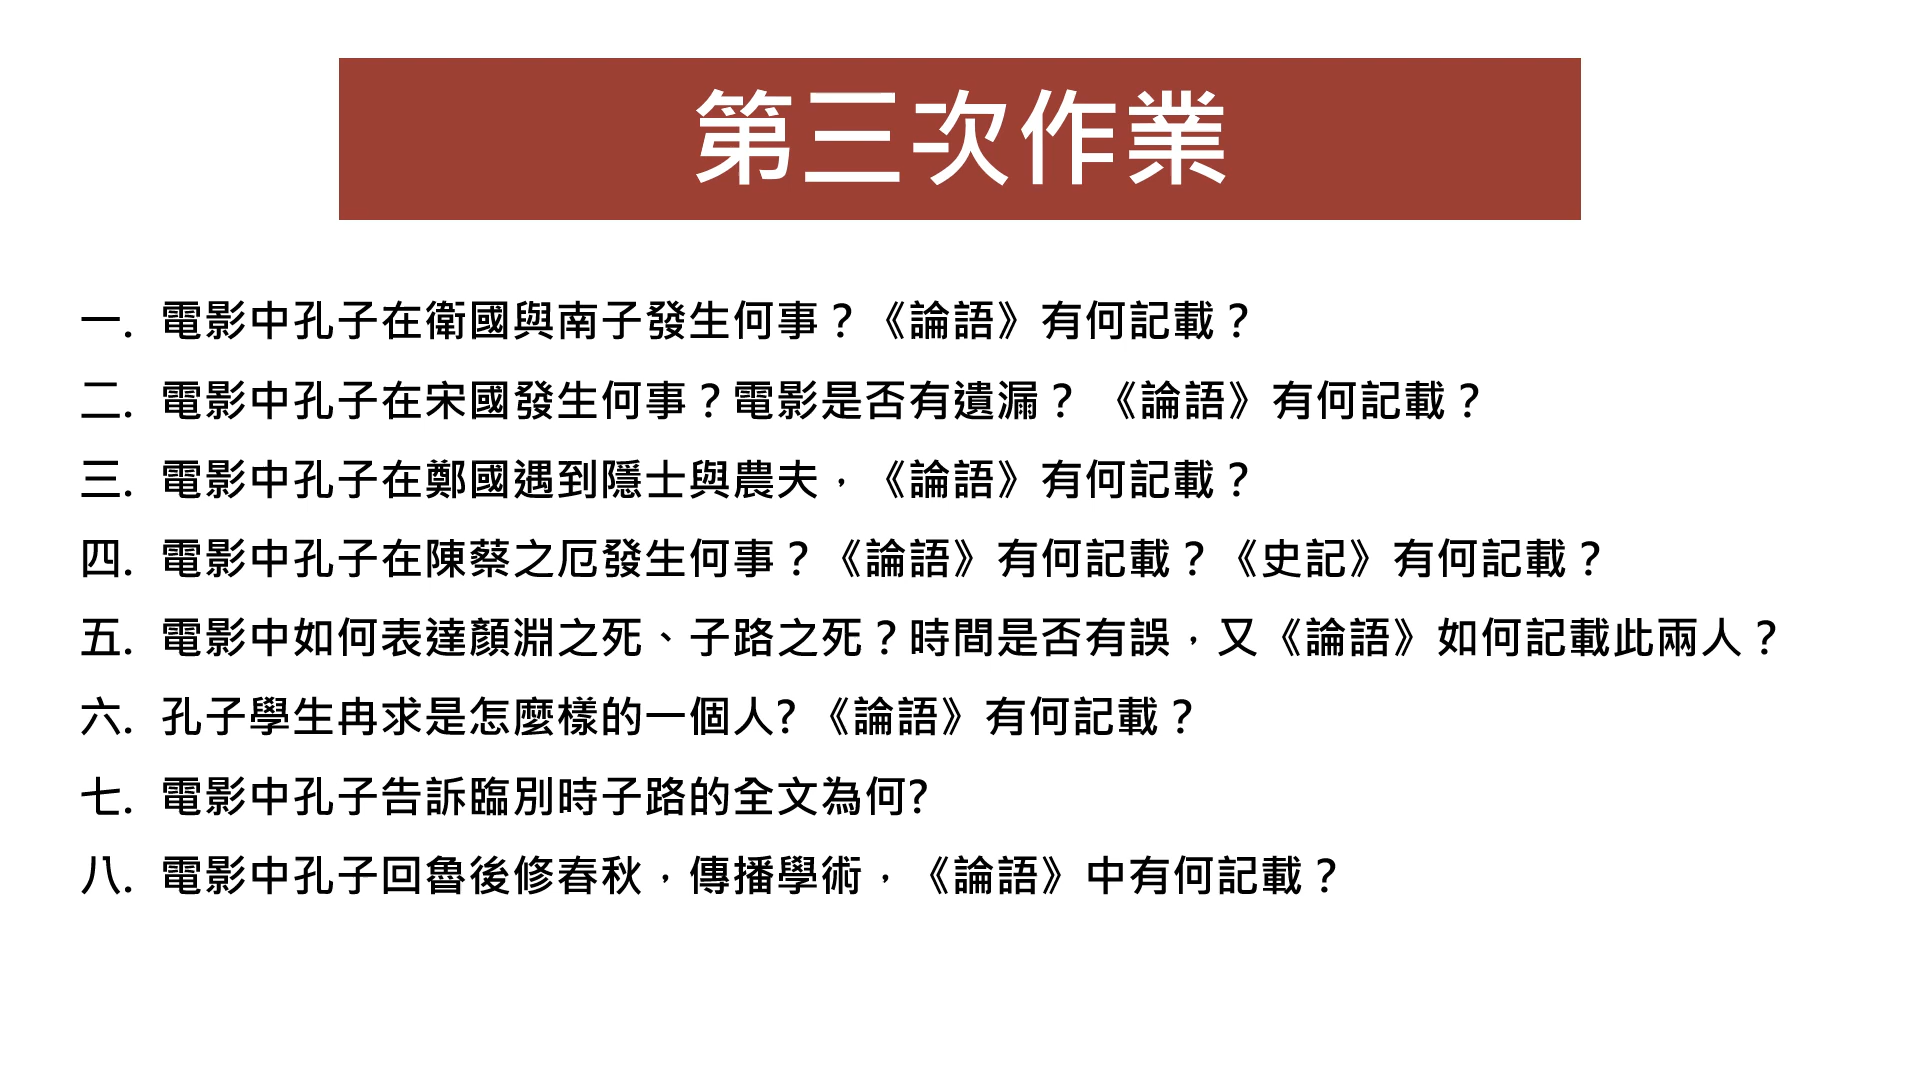 第三次作業
一. 電影中孔子在衛國與南子發生何事？《論語》有何記載？
二. 電影中孔子在宋國發生何事？電影是否有遺漏？ 《論語》有何記載？
三. 電影中孔子在鄭國遇到隱士與農夫，《論語》有何記載？
四. 電影中孔子在陳蔡之厄發生何事？《論語》有何記載？《史記》有何記載？
五. 電影中如何表達顏淵之死、子路之死？時間是否有誤，又《論語》如何記載此兩人？
六. 孔子學生冉求是怎麼樣的一個人?《論語》有何記載？
七. 電影中孔子告訴臨別時子路的全文為何?
八. 電影中孔子回魯後修春秋，傳播學術，《論語》中有何記載？